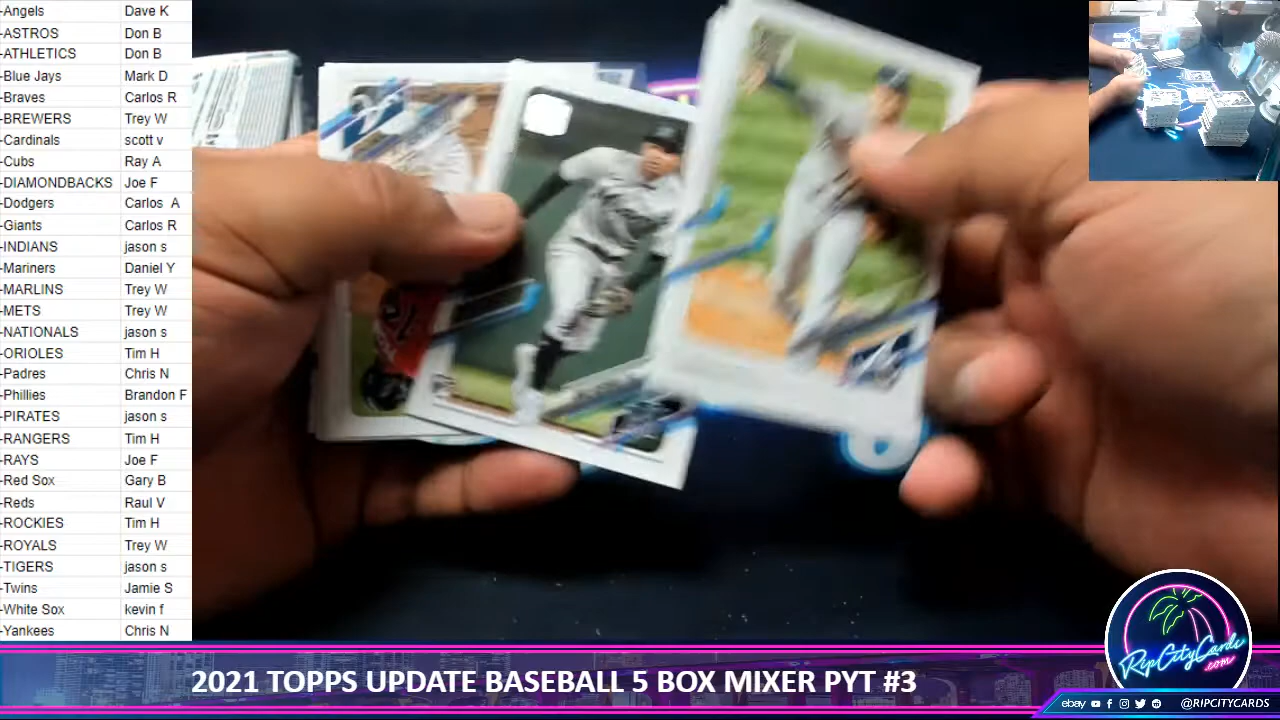 -Angels Dave K
-ASTROS Don B
-ATHLETICS Don B
-Blue Jays Mark D
-Braves Carlos R
-BREWERS Trey W
-Cardinals scott v
-Cubs Ray A
-DIAMONDBACKS Joe F
-Dodgers Carlos A
-Giants Carlos R
-INDIANS jason s
-Mariners Daniel Y
-MARLINS Trey W
-METS Trey W
-NATIONALS jason s
-ORIOLES Tim H
-Padres Chris N
-Phillies Brandon F
-PIRATES jason s
-RANGERS Tim H
-RAYS Joe F
-Red Sox Gary B
-Reds Raul V
-ROCKIES Tim H
-ROYALS Trey W
-TIGERS jason s
-Twins Jamie S
-White Sox kevin f
-Yankees Chris N
RipCityCards
.com
2021 TOPPS UPDATE BASEBALL 5 BOX MIXER PYT #3
ebay @RIPCITYCARDS